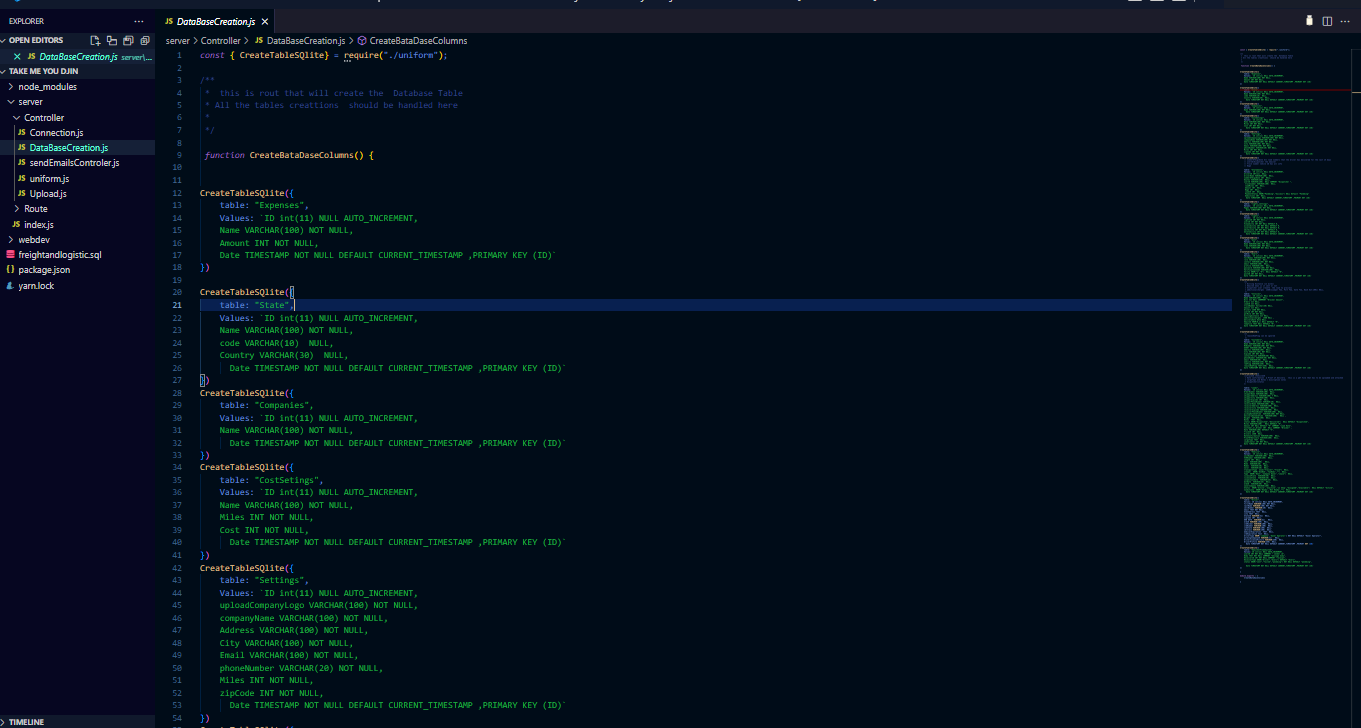 EXPLORER
OPEN EDITORS
JS DataBaseCreation.js server\...
TAKE ME YOU DJIN
node_modules
server
Controller
JS Connection.js
JS DataBaseCreation.js
JS sendEmailsControler.js
JS uniform.js
JS Upload.js
Route
JS index.js
webdev
freightandlogistic.sql
package.json
yarn.lock
TIMELINE
JS DataBaseCreation.js
server > Controller > JS DataBaseCreation.js > CreateBataDaseColumns
1 const { CreateTableSQlite} = require("./uniform");
2
3 /**
4 * this is rout that will create the Database Table
5 * All the tables creattions should be handled here
6 *
7 */
8
9 function CreateBataDaseColumns() {
10
11
12 CreateTableSQlite({
13 table: "Expenses",
14 Values: `ID int(11) NULL AUTO_INCREMENT,
15 Name VARCHAR(100) NOT NULL,
16 Amount INT NOT NULL,
17 Date TIMESTAMP NOT NULL DEFAULT CURRENT_TIMESTAMP ,PRIMARY KEY (ID)`
18 })
19
20 CreateTableSQlite({
21 table: "State",
22 Values: `ID int(11) NULL AUTO_INCREMENT,
23 Name VARCHAR(100) NOT NULL,
24 code VARCHAR(10) NULL,
25 Country VARCHAR(30) NULL,
26 Date TIMESTAMP NOT NULL DEFAULT CURRENT_TIMESTAMP ,PRIMARY KEY (ID)`
27 })
28 CreateTableSQlite({
29 table: "Companies",
30 Values: `ID int(11) NULL AUTO_INCREMENT,
31 Name VARCHAR(100) NOT NULL,
32 Date TIMESTAMP NOT NULL DEFAULT CURRENT_TIMESTAMP ,PRIMARY KEY (ID)`
33 })
34 CreateTableSQlite({
35 table: "CostSetings",
36 Values: `ID int(11) NULL AUTO_INCREMENT,
37 Name VARCHAR(100) NOT NULL,
38 Miles INT NOT NULL,
39 Cost INT NOT NULL,
40 Date TIMESTAMP NOT NULL DEFAULT CURRENT_TIMESTAMP ,PRIMARY KEY (ID)`
41 })
42 CreateTableSQlite({
43 table: "Settings",
44 Values: `ID int(11) NULL AUTO_INCREMENT,
45 uploadCompanyLogo VARCHAR(100) NOT NULL,
46 companyName VARCHAR(100) NOT NULL,
47 Address VARCHAR(100) NOT NULL,
48 City VARCHAR(100) NOT NULL,
49 Email VARCHAR(100) NOT NULL,
50 phoneNumber VARCHAR(20) NOT NULL,
51 Miles INT NOT NULL,
52 zipCode INT NOT NULL,
53 Date TIMESTAMP NOT NULL DEFAULT CURRENT_TIMESTAMP ,PRIMARY KEY (ID)`
54 })